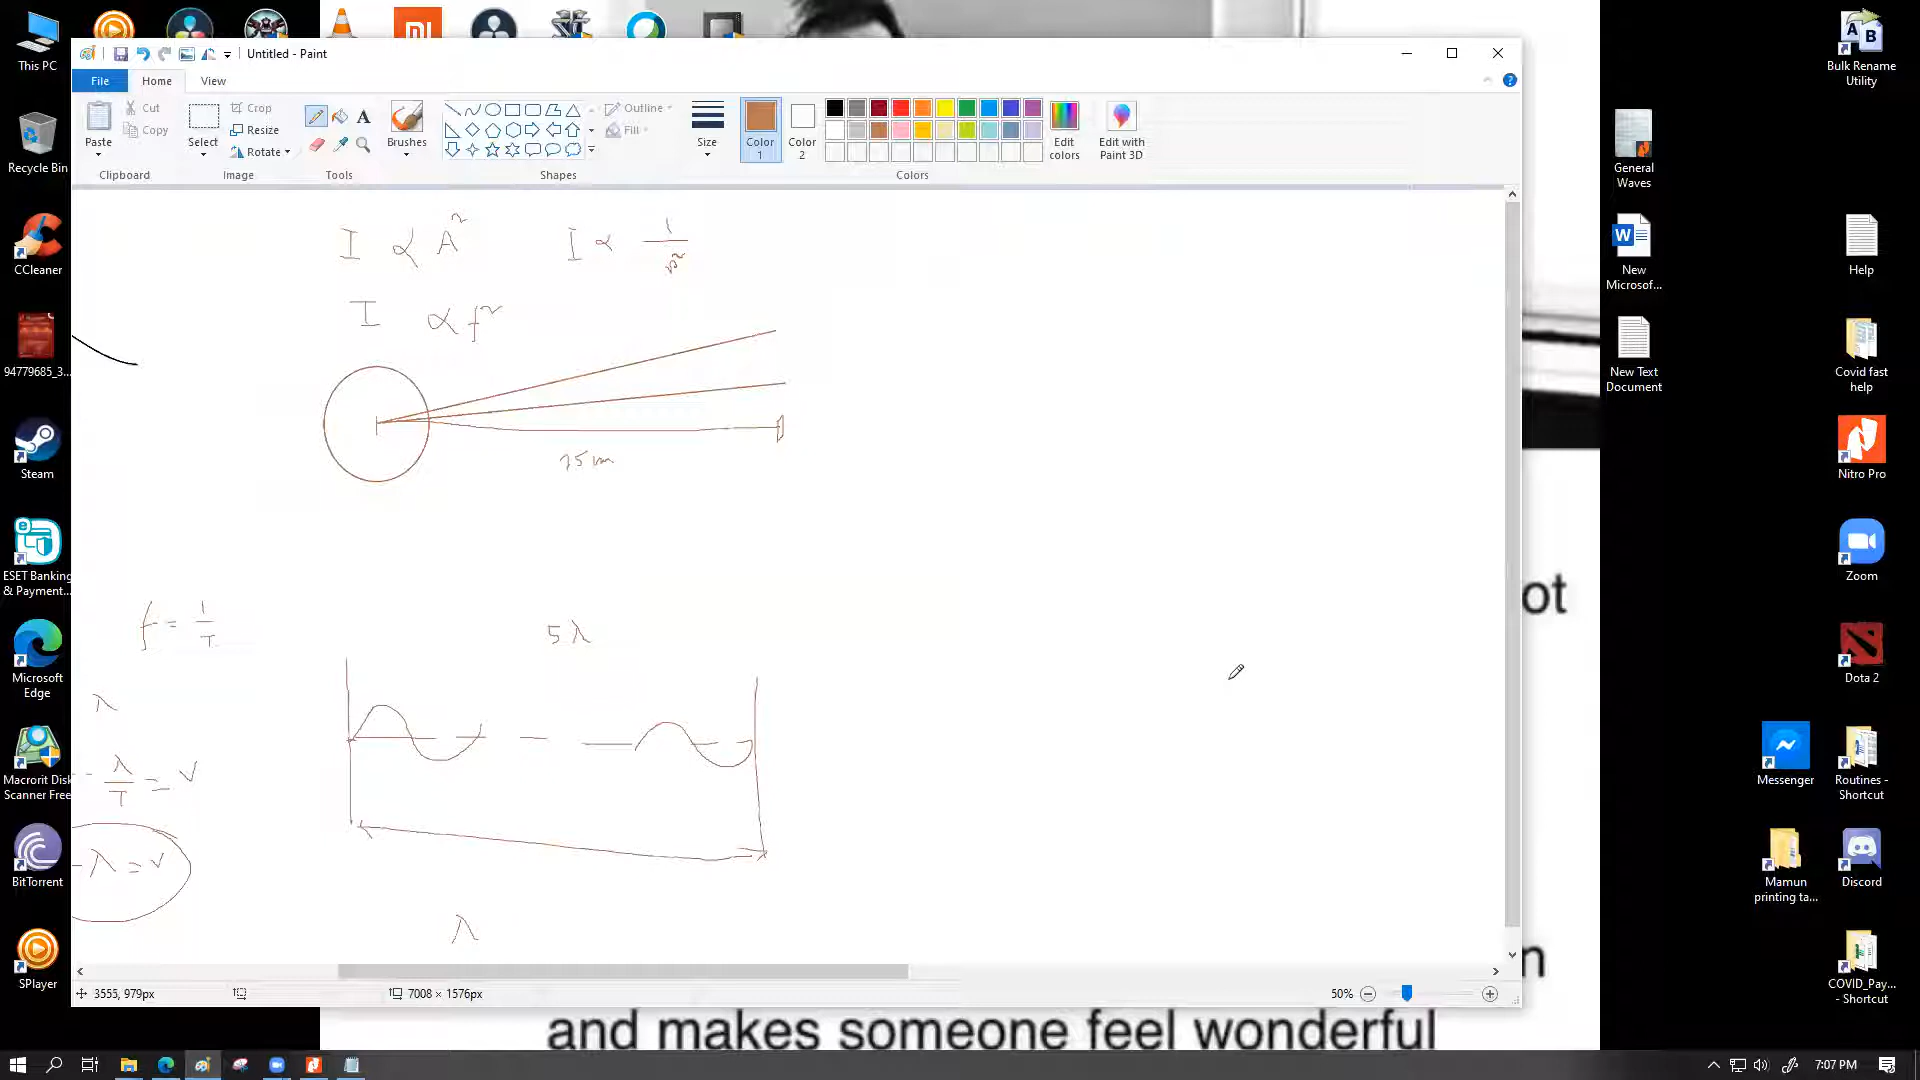 This PC
Recycle Bin
CCleaner
94779685_3...
Steam
ESET Banking
& Payment...
Microsoft
Edge
Macrorit Disk
Scanner Free
BitTorrent
SPlayer
Untitled - Paint
File
Home
View
Paste
Cut
Copy
Clipboard
Select
Crop
Resize
Rotate
Image
Tools
Brushes
Shapes
Outline
Fill
Size
Color
1
Color
2
Edit
colors
Edit with
Paint 3D
Colors
I ∝ A²
I ∝ 1
I ∝ f²
f = 1
T
5 λ
λ
λ
T = v
λ = v
λ
3555, 979px
7008 × 1576px
50%
ot
n
and makes someone feel wonderful
Bulk Rename
Utility
General
Waves
New
Microsof...
Help
New Text
Document
Covid fast
help
Nitro Pro
Zoom
Dota 2
Messenger
Routines -
Shortcut
Mamun
printing ta...
Discord
COVID_Pay...
- Shortcut
7:07 PM